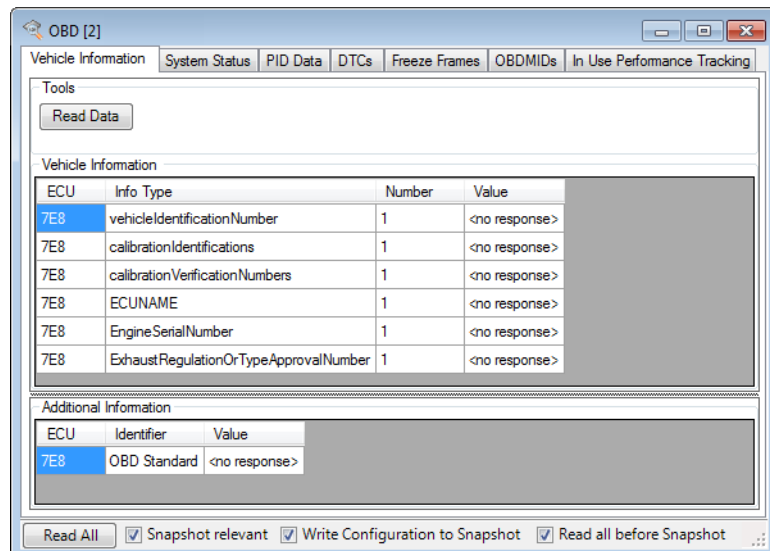 OBD [2]
Vehicle Information System Status PID Data DTCs Freeze Frames OBDMIDs In Use Performance Tracking
Tools
Read Data
Vehicle Information
ECU Info Type Number Value
7E8 vehicleIdentificationNumber 1 <no response>
7E8 calibrationIdentifications 1 <no response>
7E8 calibrationVerificationNumbers 1 <no response>
7E8 ECUNAME 1 <no response>
7E8 EngineSerialNumber 1 <no response>
7E8 ExhaustRegulationOrTypeApprovalNumber 1 <no response>
Additional Information
ECU Identifier Value
7E8 OBD Standard <no response>
Read All Snapshot relevant Write Configuration to Snapshot Read all before Snapshot